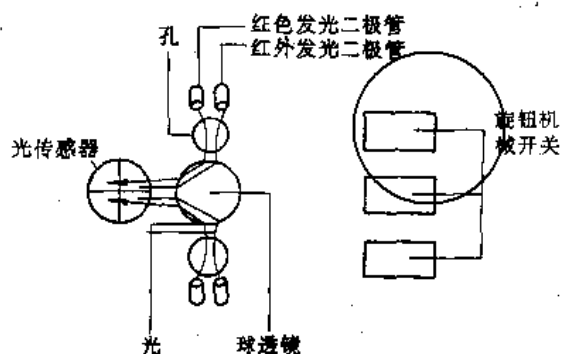 红色发光二极管
孔
红外发光二极管
旋钮机
械开关
光传感器
光
球透镜